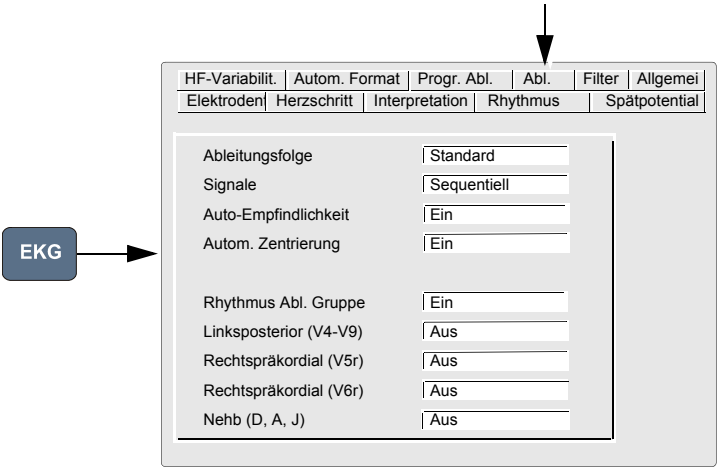 HF-Variabilit. Autom. Format Progr. Abl. Abl. Filter Allgemei
Elektroden Herzschritt Interpretation Rhythmus Spätpotential
Ableitungsfolge Standard
Signale Sequentiell
Auto-Empfindlichkeit Ein
Autom. Zentrierung Ein
EKG
Rhythmus Abl. Gruppe Ein
Linksposterior (V4-V9) Aus
Rechtspräkordial (V5r) Aus
Rechtspräkordial (V6r) Aus
Nehb (D, A, J) Aus